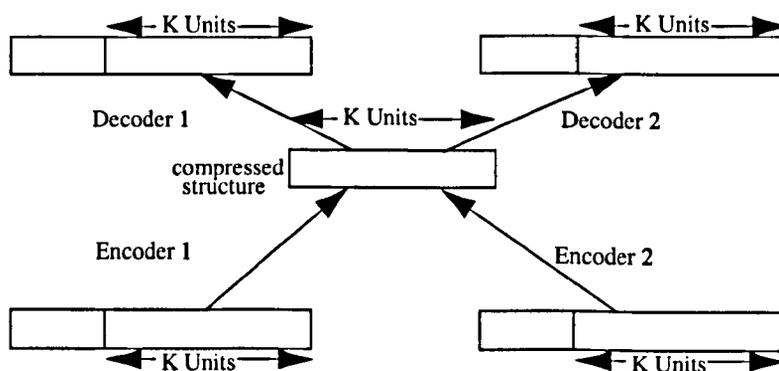 K Units
K Units
Decoder 1
K Units
Decoder 2
compressed
structure
Encoder 1
Encoder 2
K Units
K Units